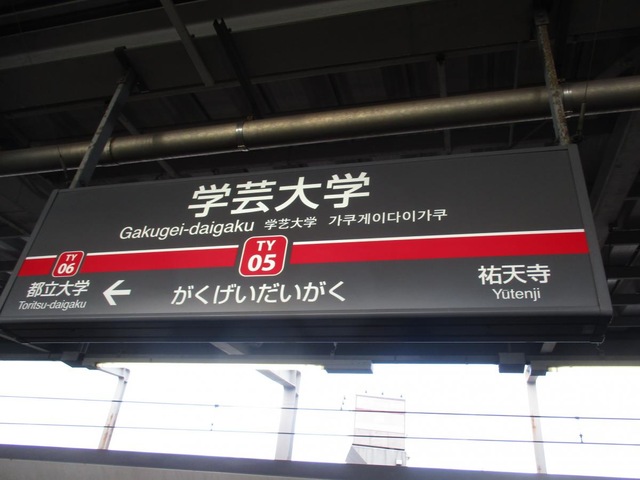 学芸大学
Gakugei-daigaku 学艺大学 가쿠게이다이가쿠
TY
06
TY
05
都立大学
Toritsu-daigaku
がくげいだいがく
祐天寺
Yūtenji